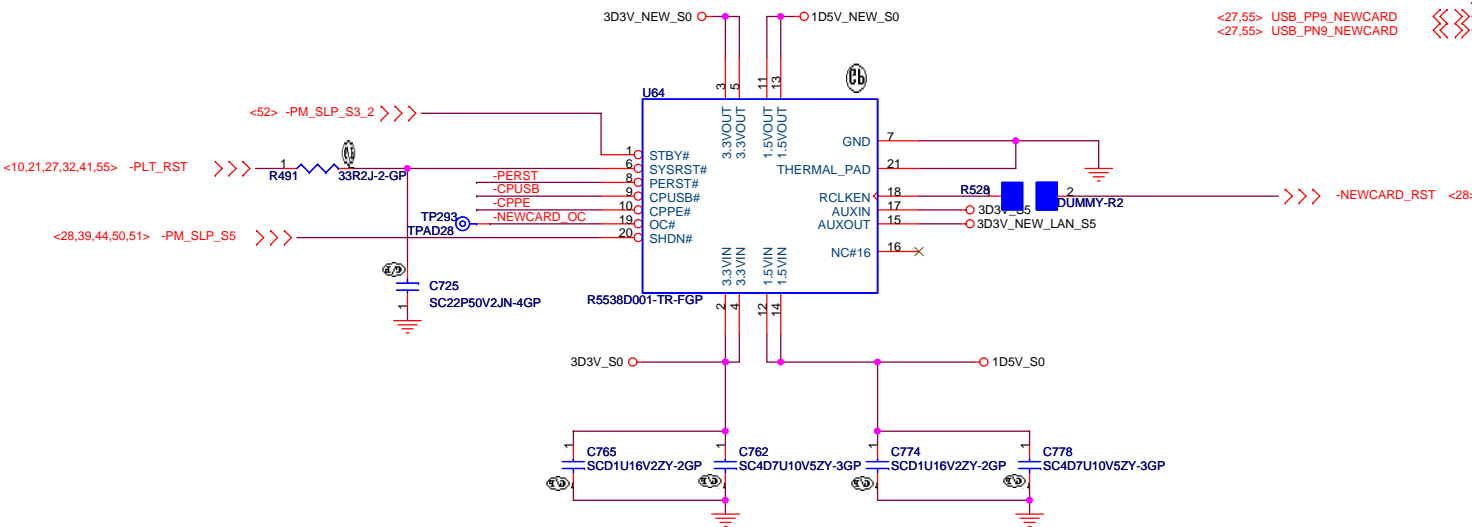 3D3V_NEW_S0 1D5V_NEW_S0
<27,55> USB_PP9_NEWCARD
<27,55> USB_PN9_NEWCARD
3 5 11 13
U64
<52> -PM_SLP_S3_2
3.3VOUT 3.3VOUT 1.5VOUT 1.5VOUT
GND 7
1 STBY#
<10,21,27,32,41,55> -PLT_RST 1 R491 33R2J-2-GP
6 SYSRST#
THERMAL_PAD 21
-PERST 8 PERST#
-CPUSB 9 CPUSB#
RCLKEN 18 R528 2 DUMMY-R2 -NEWCARD_RST <28>
-CPPE 10 CPPE#
AUXIN 17 3D3V_S5
TP293 TPAD28 -NEWCARD_OC 19 OC#
AUXOUT 15 3D3V_NEW_LAN_S5
<28,39,44,50,51> -PM_SLP_S5 20 SHDN#
NC#16 16
3.3VIN 3.3VIN 1.5VIN 1.5VIN
C725
SC22P50V2JN-4GP
1
R5538D001-TR-FGP
2 4 12 14
3D3V_S0 1D5V_S0
1 C765
SCD1U16V2ZY-2GP
1 C762
SC4D7U10V5ZY-3GP
1 C774
SCD1U16V2ZY-2GP
1 C778
SC4D7U10V5ZY-3GP